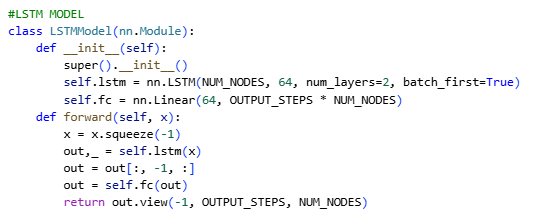 #LSTM MODEL
class LSTMModel(nn.Module):
    def __init__(self):
        super().__init__()
        self.lstm = nn.LSTM(NUM_NODES, 64, num_layers=2, batch_first=True)
        self.fc = nn.Linear(64, OUTPUT_STEPS * NUM_NODES)
    def forward(self, x):
        x = x.squeeze(-1)
        out,_ = self.lstm(x)
        out = out[:, -1, :]
        out = self.fc(out)
        return out.view(-1, OUTPUT_STEPS, NUM_NODES)